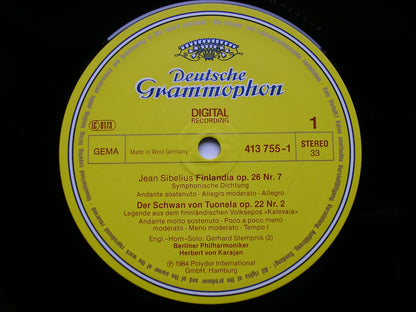 Deutsche
Grammophon
DIGITAL
RECORDING
LC 0173
1
GEMA
Made in West Germany
413 755-1
STEREO
33
Jean Sibelius Finlandia op. 26 Nr. 7
Symphonische Dichtung
Andante sostenuto - Allegro moderato - Allegro
Der Schwan von Tuonela op. 22 Nr. 2
Legende aus dem finnländischen Volksepos «Kalevala»
Andante molto sostenuto - Poco a poco meno
moderato - Meno moderato - Tempo I
Engl.-Horn-Solo: Gerhard Stempnik (2)
Berliner Philharmoniker
Herbert von Karajan
℗ 1984 Polydor International
GmbH, Hamburg